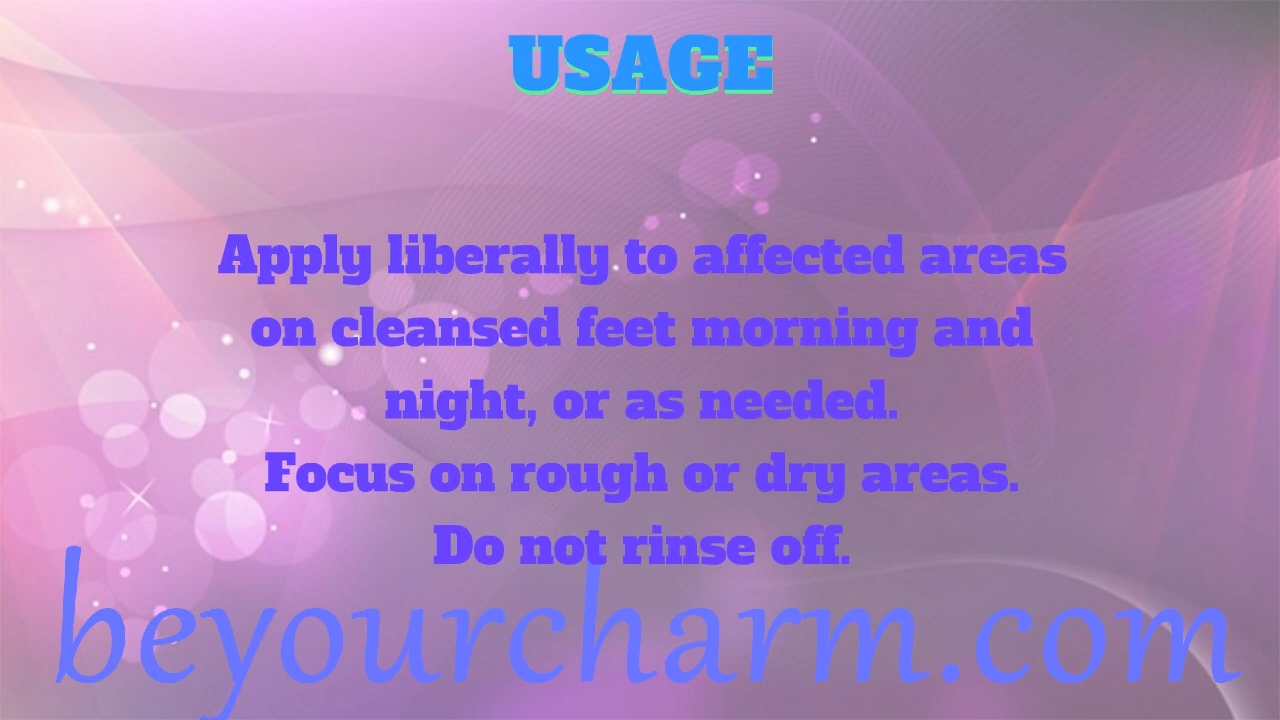 USAGE
Apply liberally to affected areas
on cleansed feet morning and
night, or as needed.
Focus on rough or dry areas.
Do not rinse off.
beyourcharm.com